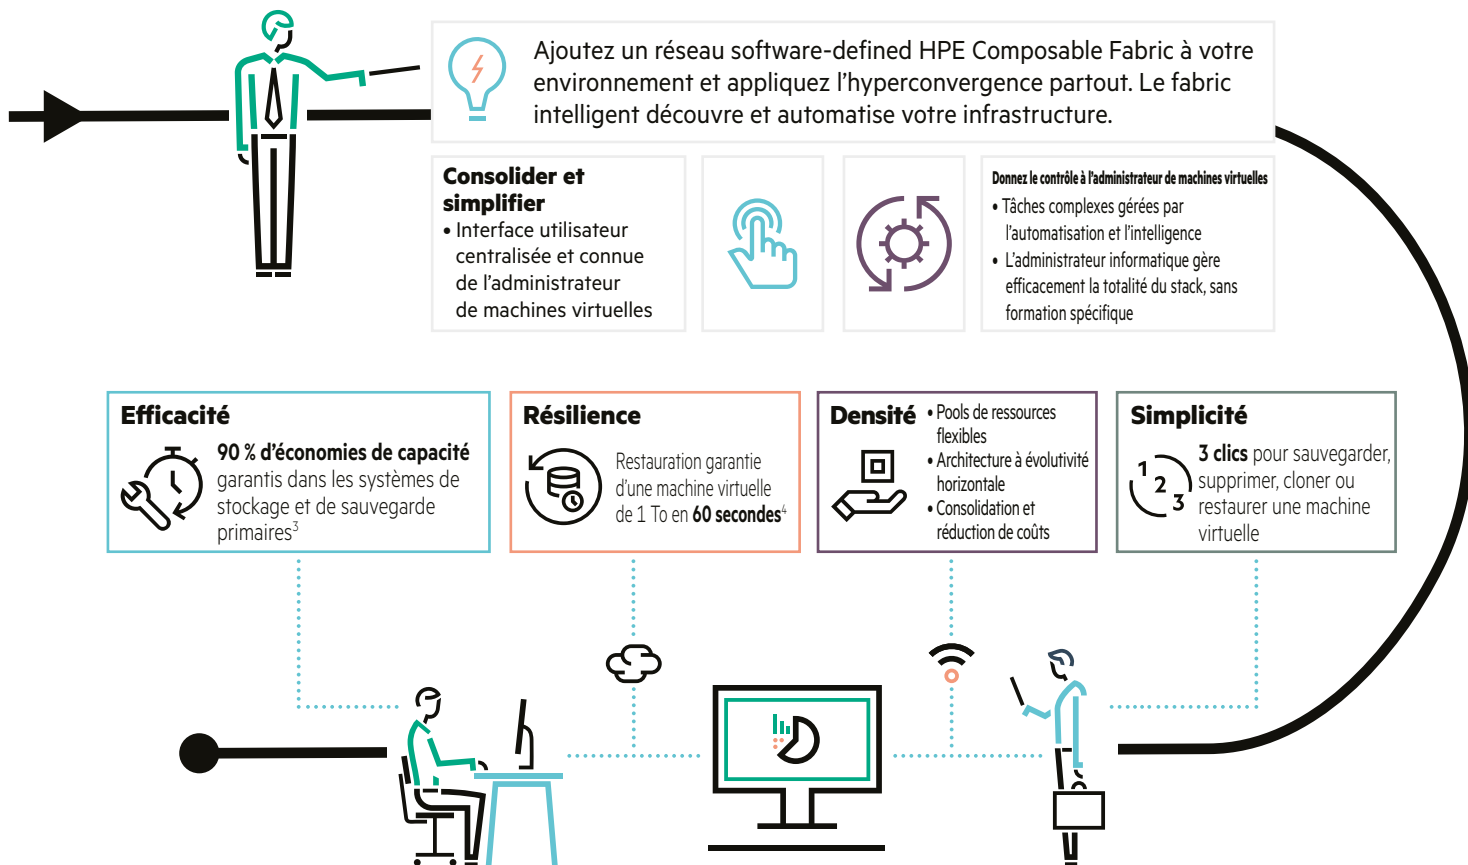 Ajoutez un réseau software-defined HPE Composable Fabric à votre
environnement et appliquez l’hyperconvergence partout. Le fabric
intelligent découvre et automatise votre infrastructure.
Consolider et
simplifier
• Interface utilisateur
centralisée et connue
de l’administrateur
de machines virtuelles
Donnez le contrôle à l’administrateur de machines virtuelles
• Tâches complexes gérées par
l’automatisation et l’intelligence
• L’administrateur informatique gère
efficacement la totalité du stack, sans
formation spécifique
Efficacité
90 % d’économies de capacité
garantis dans les systèmes de
stockage et de sauvegarde
primaires³
Résilience
Restauration garantie
d’une machine virtuelle
de 1 To en 60 secondes⁴
Densité
• Pools de ressources
flexibles
• Architecture à évolutivité
horizontale
• Consolidation et
réduction de coûts
Simplicité
1
2
3
3 clics pour sauvegarder,
supprimer, cloner ou
restaurer une machine
virtuelle